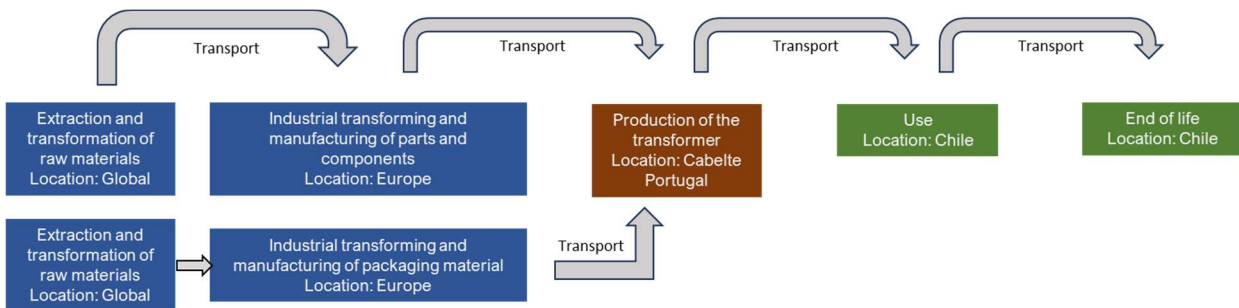 Transport
Transport
Transport
Transport
Extraction and
transformation of
raw materials
Location: Global
Industrial transforming and
manufacturing of parts and
components
Location: Europe
Production of the
transformer
Location: Cabelte
Portugal
Use
Location: Chile
End of life
Location: Chile
Extraction and
transformation of
raw materials
Location: Global
Industrial transforming and
manufacturing of packaging material
Location: Europe
Transport